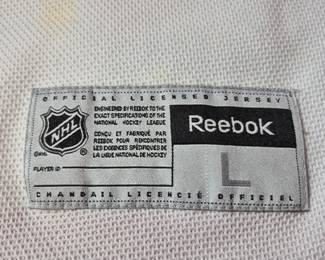 OFFICIAL LICENSED JERSEY
NHL
©NHL
ENGINEERED BY REEBOK TO THE
EXACT SPECIFICATIONS OF THE
NATIONAL HOCKEY LEAGUE
CONÇU ET FABRIQUÉ PAR
REEBOK POUR RENCONTRER
LES EXIGENCES SPÉCIFIQUES DE
LA LIGUE NATIONALE DE HOCKEY
PLAYER ID
Reebok
L
CHANDAIL LICENCIÉ OFFICIEL